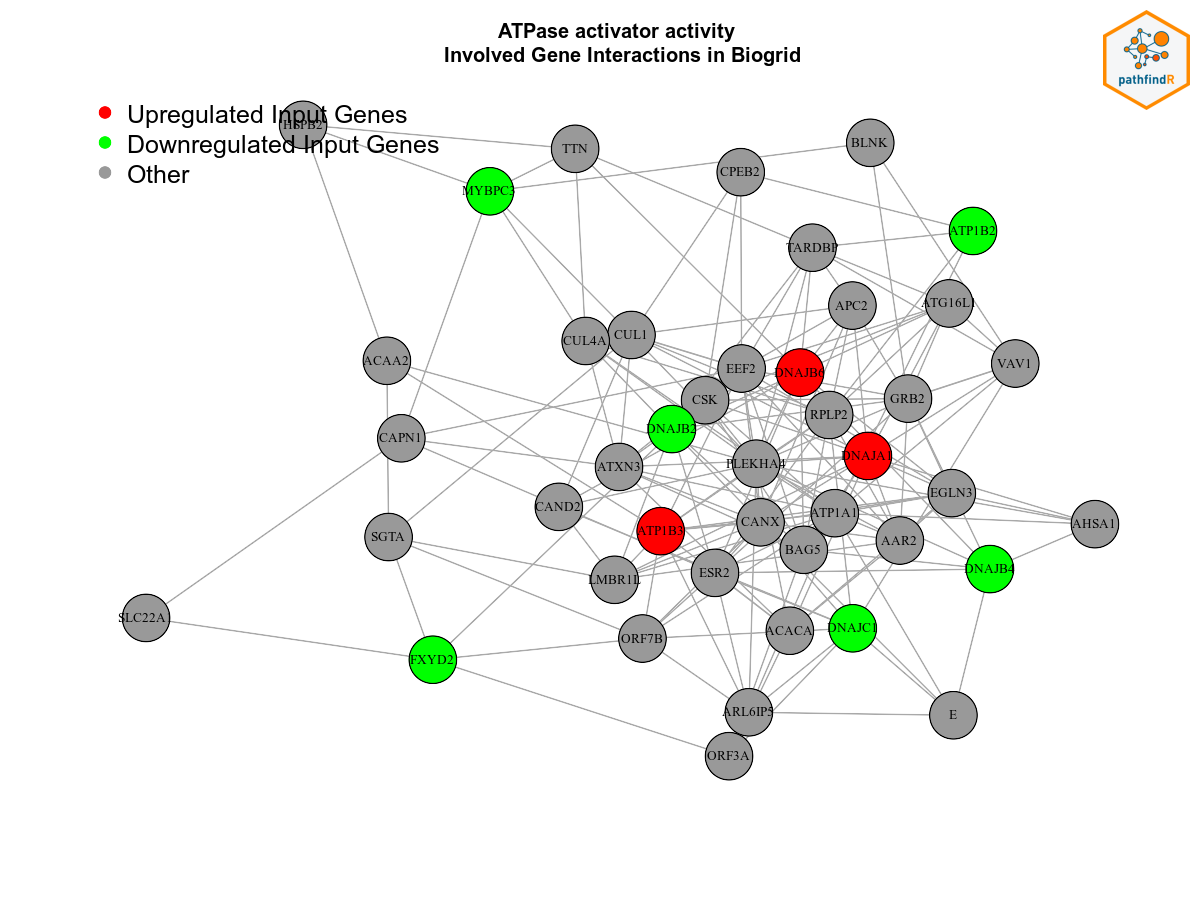 ATPase activator activity
Involved Gene Interactions in Biogrid
pathfindR
Upregulated Input Genes
Downregulated Input Genes
Other
HSPB2
TTN
BLNK
CPEB2
MYBPC3
ATP1B2
TARDBP
ATG16L1
APC2
CUL1
CUL4A
ACAA2
VAV1
EEF2
DNAJB6
CSK
GRB2
RPLP2
DNAJB2
CAPN1
DNAJA1
PLEKHA4
ATXN3
EGLN3
CAND2
ATP1A1
CANX
AHSA1
ATP1B3
SGTA
AAR2
BAG5
DNAJB4
ESR2
LMBR1L
SLC22A
DNAJC1
ACACA
ORF7B
FXYD2
ARL6IP5
E
ORF3A